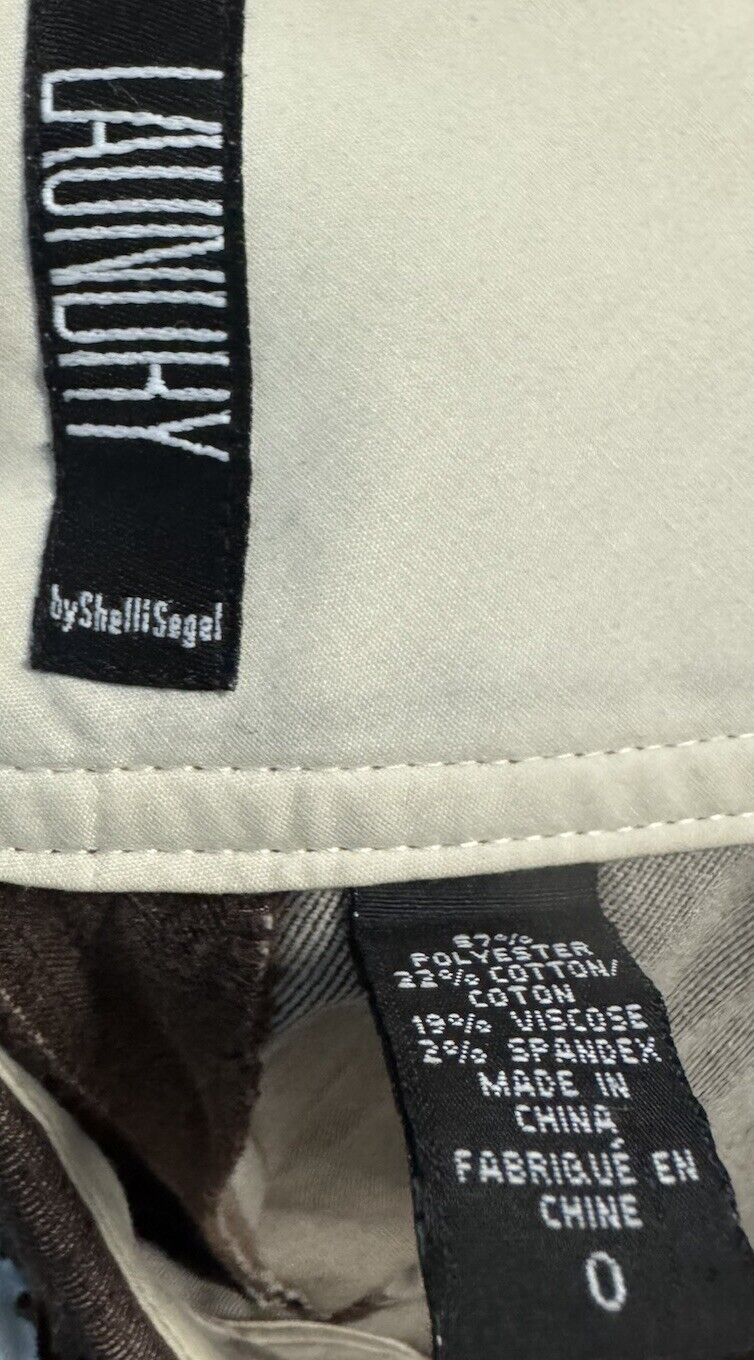 LAUNDRY
by Shelli Segel
57%
POLYESTER
22% COTTON/
COTON
19% VISCOSE
2% SPANDEX
MADE IN
CHINA
FABRIQUÉ EN
CHINE
0